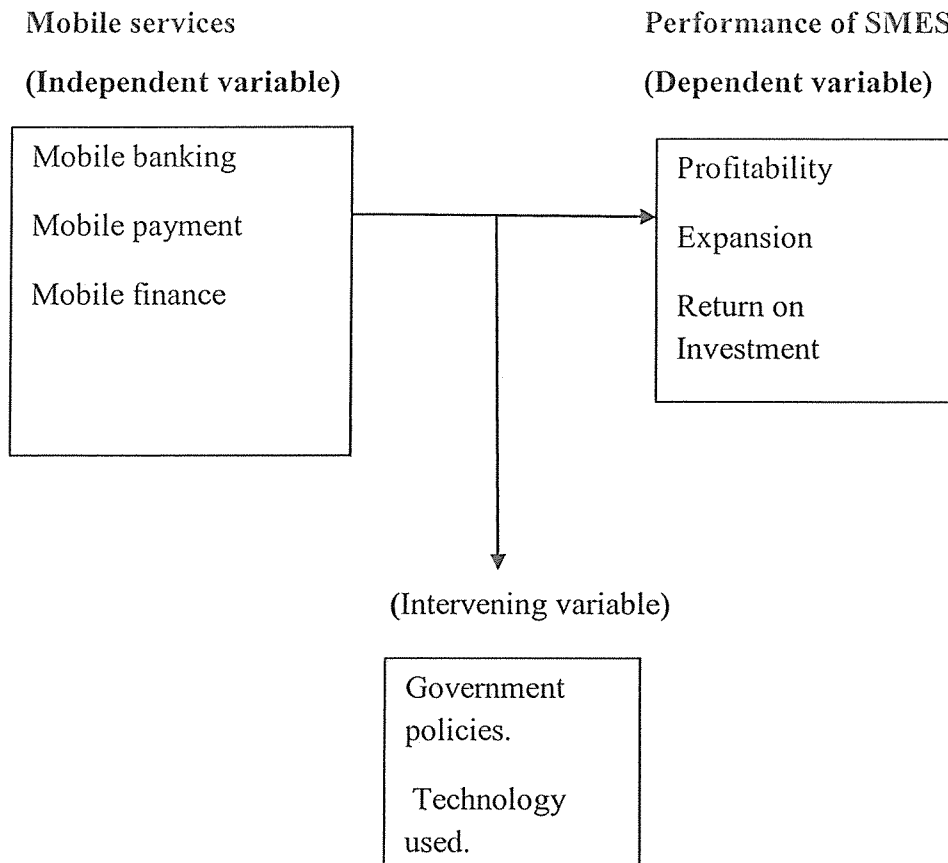 Mobile services
(Independent variable)
Mobile banking
Mobile payment
Mobile finance
Performance of SMES
(Dependent variable)
Profitability
Expansion
Return on
Investment
(Intervening variable)
Government
policies.
Technology
used.